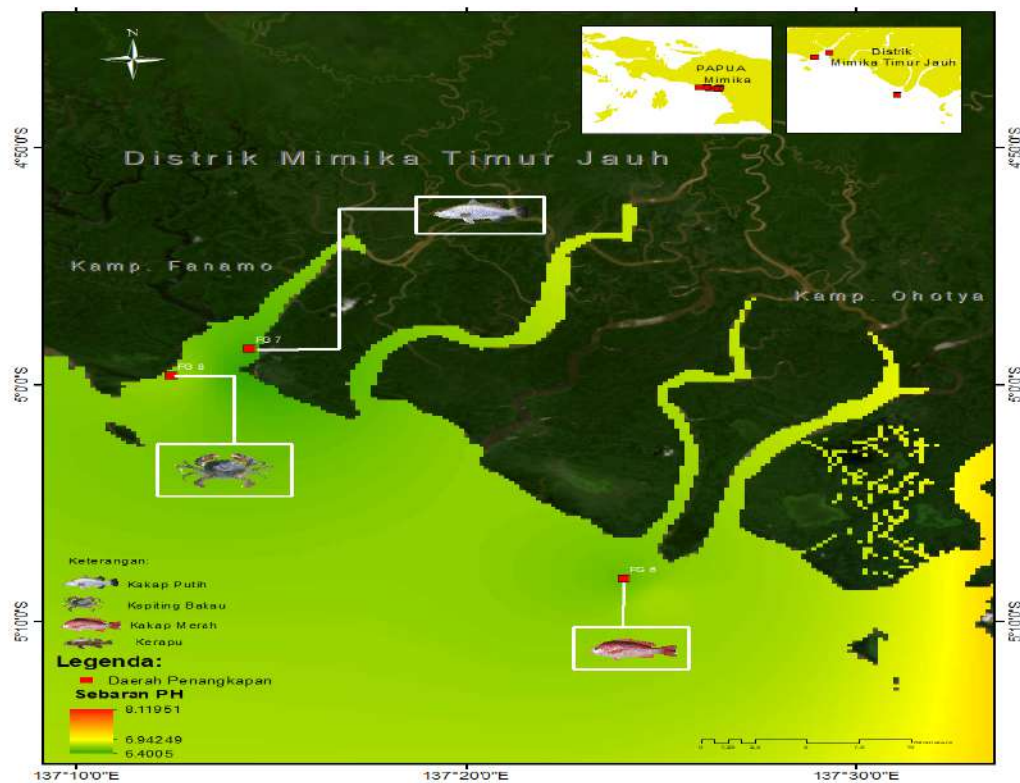 N
PAPUA
Mimika
Distrik
Mimika Timur Jauh
4°50'0"S
4°50'0"S
Distrik Mimika Timur Jauh
Kamp. Fanamo
Kamp. Ohotya
FG 7
FG 8
5°0'0"S
5°0'0"S
Keterangan:
Kakap Putih
Kepiting Bakau
Kakap Merah
Kerapu
FG 6
5°10'0"S
5°10'0"S
Legenda:
Daerah Penangkapan
Sebaran PH
8.11951
6.94249
6.4005
137°10'0"E
137°20'0"E
137°30'0"E